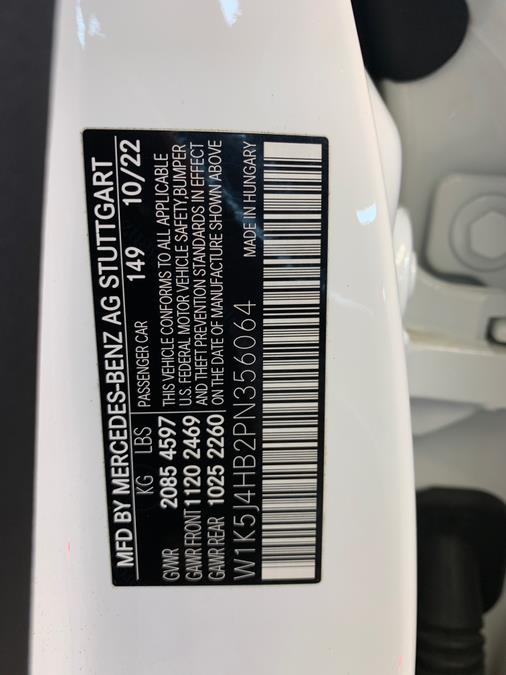 MFD BY MERCEDES-BENZ AG STUTTGART
KG LBS PASSENGER CAR 149 10/22
GVWR 2085 4597 THIS VEHICLE CONFORMS TO ALL APPLICABLE
GAWR FRONT 1120 2469 U.S. FEDERAL MOTOR VEHICLE SAFETY, BUMPER
GAWR REAR 1025 2260 AND THEFT PREVENTION STANDARDS IN EFFECT
ON THE DATE OF MANUFACTURE SHOWN ABOVE
W1K5J4HB2PN356064 MADE IN HUNGARY